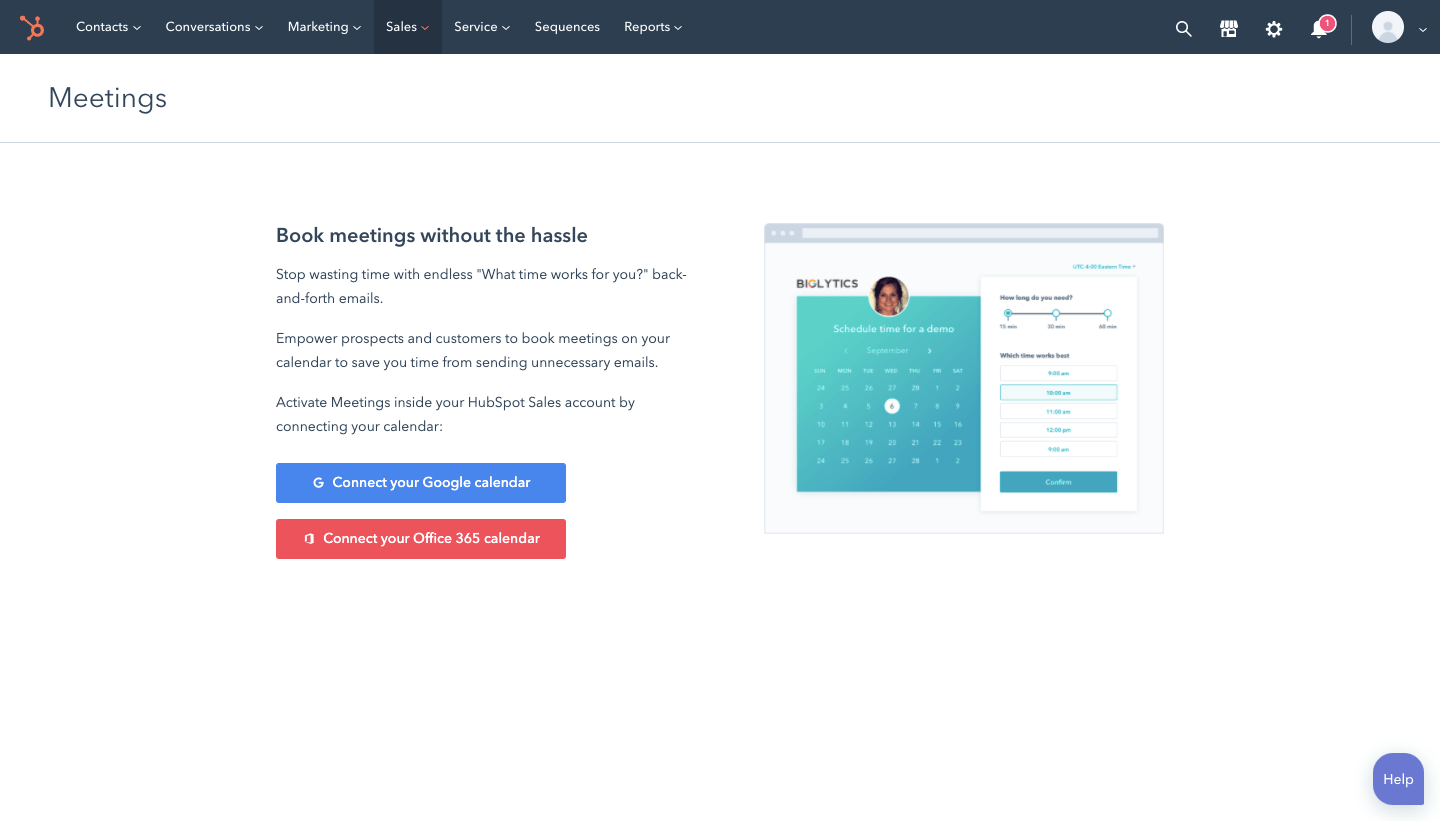 Contacts
Conversations
Marketing
Sales
Service
Sequences
Reports
1
Meetings
Book meetings without the hassle
Stop wasting time with endless "What time works for you?" back-
and-forth emails.
Empower prospects and customers to book meetings on your
calendar to save you time from sending unnecessary emails.
Activate Meetings inside your HubSpot Sales account by
connecting your calendar:
G Connect your Google calendar
Connect your Office 365 calendar
UTC-4:00 Eastern Time
BIGLYTICS
Schedule time for a demo
September
SUN MON TUE WED THU FRI SAT
24 25 26 27 28 1 2
3 4 5 6 7 8 9
10 11 12 13 14 15 16
17 18 19 20 21 22 23
24 25 26 27 28 1 2
How long do you need?
15 min 30 min 60 min
Which time works best
9:00 am
10:00 am
11:00 am
12:00 pm
9:00 am
Confirm
Help